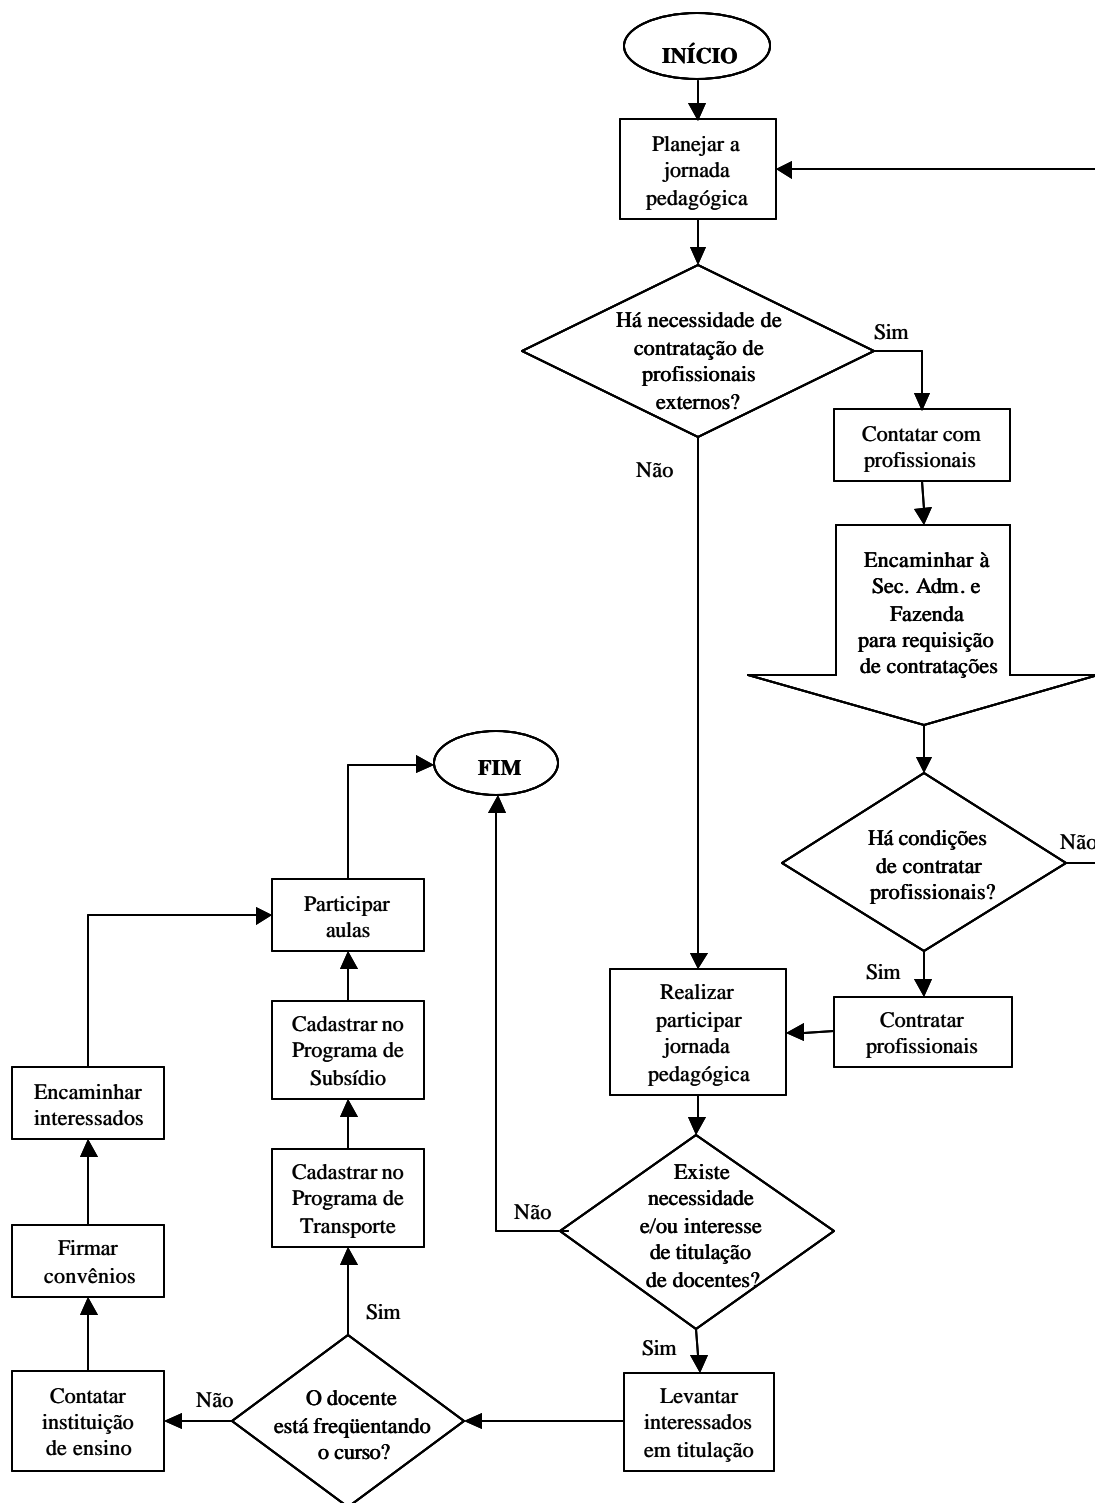 INÍCIO
Planejar a
jornada
pedagógica
Há necessidade de
contratação de
profissionais
externos?
Sim
Contatar com
profissionais
Não
Encaminhar à
Sec. Adm. e
Fazenda
para requisição
de contratações
FIM
Há condições
de contratar
profissionais?
Não
Participar
aulas
Sim
Realizar
participar
jornada
pedagógica
Contratar
profissionais
Cadastrar no
Programa de
Subsídio
Encaminhar
interessados
Cadastrar no
Programa de
Transporte
Existe
necessidade
e/ou interesse
de titulação
de docentes?
Não
Firmar
convênios
Sim
Sim
Contatar
instituição
de ensino
Não
O docente
está freqüentando
o curso?
Levantar
interessados
em titulação